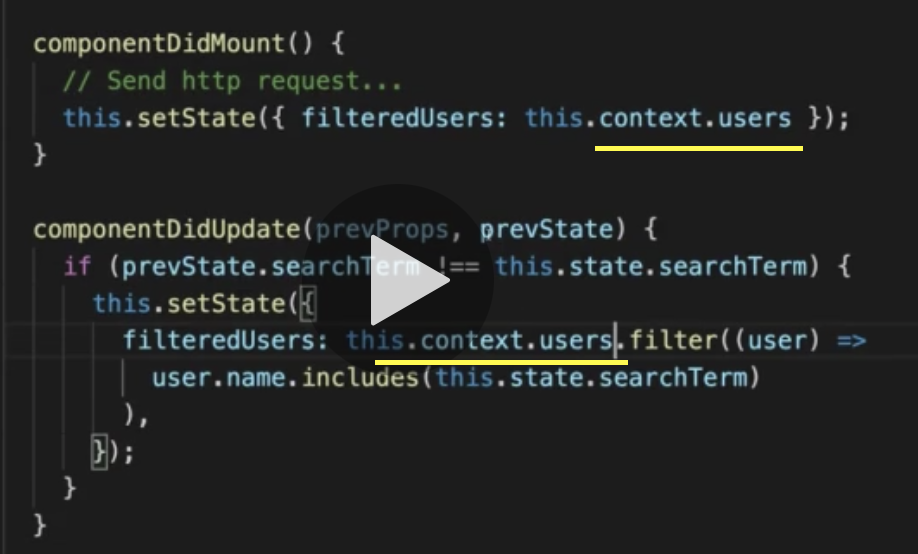 componentDidMount() {
// Send http request...
this.setState({ filteredUsers: this.context.users });
}
componentDidUpdate(prevProps, prevState) {
if (prevState.searchTerm !== this.state.searchTerm) {
this.setState({
filteredUsers: this.context.users.filter((user) =>
user.name.includes(this.state.searchTerm)
),
});
}
}